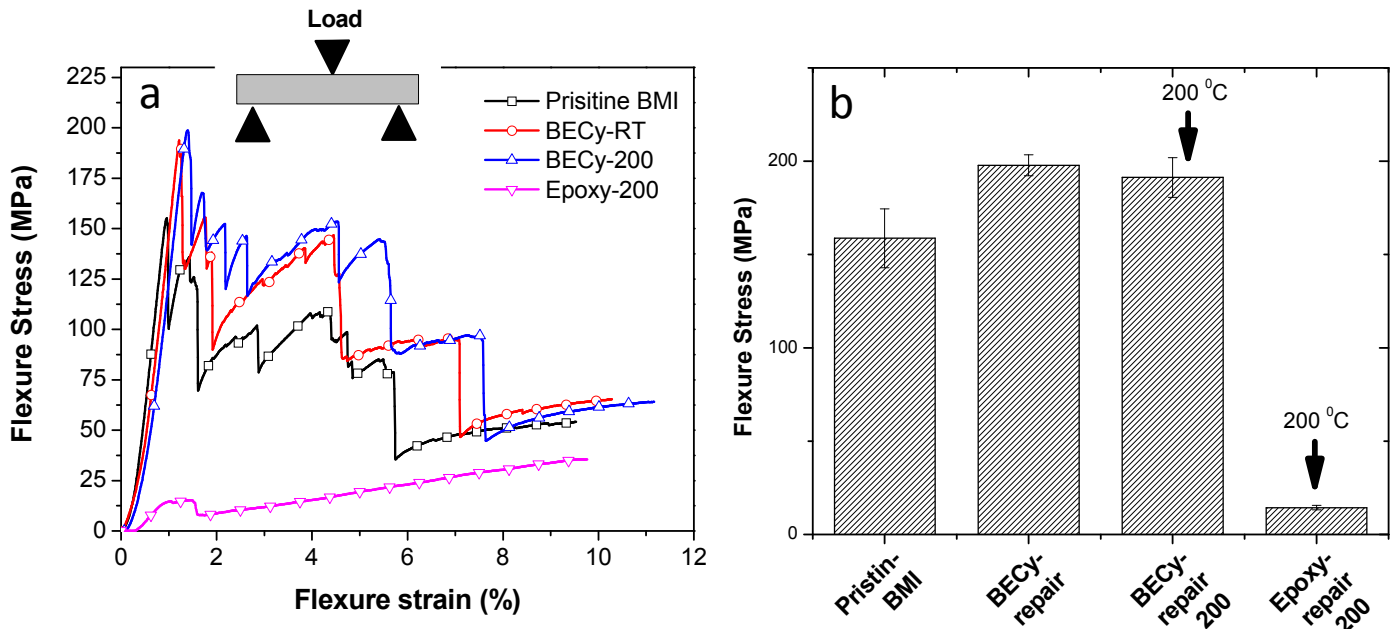 Load
a
Prisitine BMI
BECy-RT
BECy-200
Epoxy-200
225
200
175
150
125
100
75
50
25
0
Flexure Stress (MPa)
0 2 4 6 8 10 12
Flexure strain (%)
b
200 ⁰C
200 ⁰C
200
100
0
Flexure Stress (MPa)
Pristin-
BMI
BECy-
repair
BECy-
repair
200
Epoxy-
repair
200